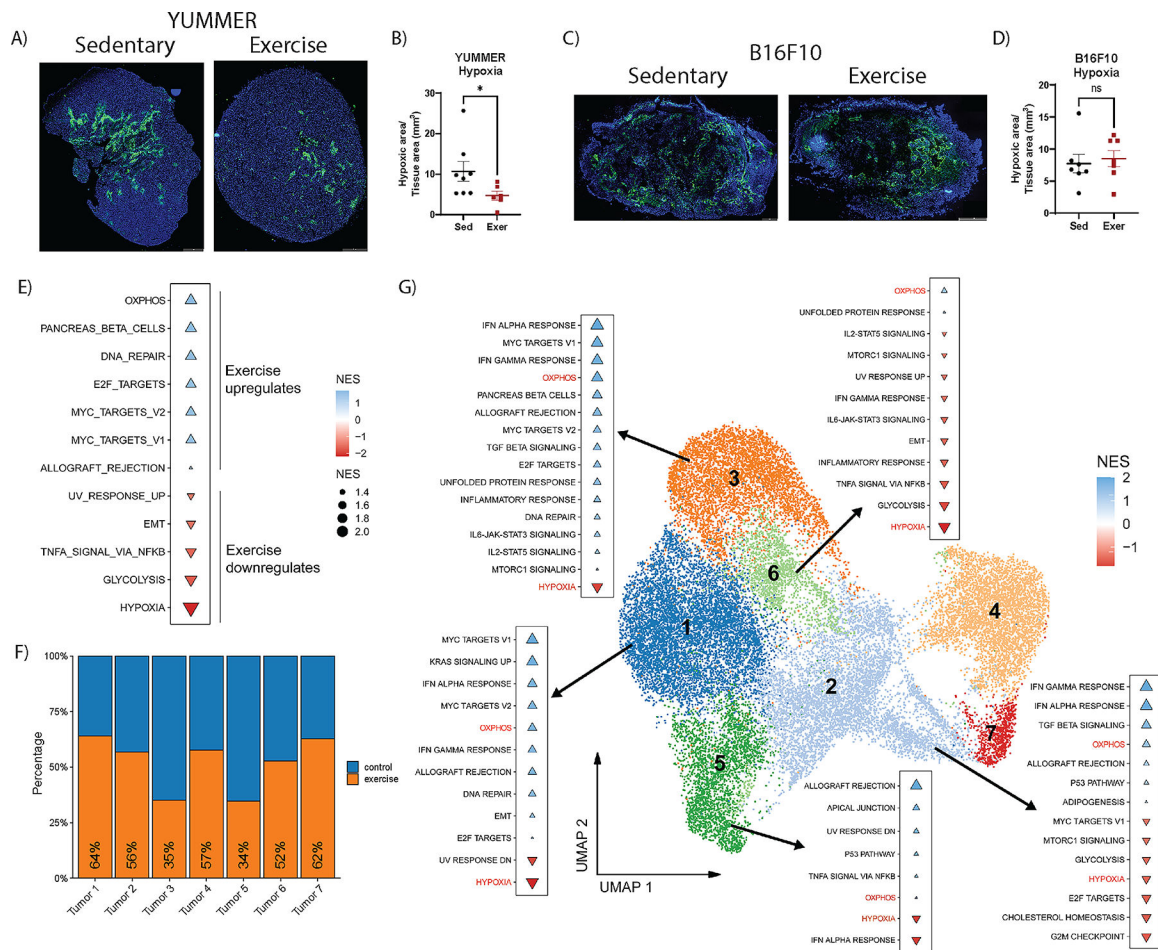 YUMMER
A)
Sedentary
Exercise
B)
YUMMER
Hypoxia
*
Hypoxic area/
Tissue area (mm³)
30
20
10
0
Sed
Exer
C)
B16F10
Sedentary
Exercise
D)
B16F10
Hypoxia
ns
Hypoxic area/
Tissue area (mm³)
20
15
10
5
0
Sed
Exer
E)
OXPHOS
PANCREAS_BETA_CELLS
DNA_REPAIR
E2F_TARGETS
MYC_TARGETS_V2
MYC_TARGETS_V1
ALLOGRAFT_REJECTION
UV_RESPONSE_UP
EMT
TNFA_SIGNAL_VIA_NFKB
GLYCOLYSIS
HYPOXIA
Exercise
upregulates
Exercise
downregulates
NES
1
0
−1
−2
NES
1.4
1.6
1.8
2.0
F)
Percentage
100%
75%
50%
25%
0%
64%
56%
35%
57%
34%
52%
62%
Tumor 1
Tumor 2
Tumor 3
Tumor 4
Tumor 5
Tumor 6
Tumor 7
control
exercise
G)
IFN ALPHA RESPONSE
MYC TARGETS V1
IFN GAMMA RESPONSE
OXPHOS
PANCREAS BETA CELLS
ALLOGRAFT REJECTION
MYC TARGETS V2
TGF BETA SIGNALING
E2F TARGETS
UNFOLDED PROTEIN RESPONSE
INFLAMMATORY RESPONSE
DNA REPAIR
IL6-JAK-STAT3 SIGNALING
IL2-STAT5 SIGNALING
MTORC1 SIGNALING
HYPOXIA
OXPHOS
UNFOLDED PROTEIN RESPONSE
IL2-STAT5 SIGNALING
MTORC1 SIGNALING
UV RESPONSE UP
IFN GAMMA RESPONSE
IL6-JAK-STAT3 SIGNALING
EMT
INFLAMMATORY RESPONSE
TNFA SIGNAL VIA NFKB
GLYCOLYSIS
HYPOXIA
NES
2
1
0
−1
3
6
1
4
2
7
5
UMAP 2
UMAP 1
MYC TARGETS V1
KRAS SIGNALING UP
IFN ALPHA RESPONSE
MYC TARGETS V2
OXPHOS
IFN GAMMA RESPONSE
ALLOGRAFT REJECTION
DNA REPAIR
EMT
E2F TARGETS
UV RESPONSE DN
HYPOXIA
ALLOGRAFT REJECTION
APICAL JUNCTION
UV RESPONSE DN
P53 PATHWAY
TNFA SIGNAL VIA NFKB
OXPHOS
HYPOXIA
IFN ALPHA RESPONSE
IFN GAMMA RESPONSE
IFN ALPHA RESPONSE
TGF BETA SIGNALING
OXPHOS
ALLOGRAFT REJECTION
P53 PATHWAY
ADIPOGENESIS
MYC TARGETS V1
MTORC1 SIGNALING
GLYCOLYSIS
HYPOXIA
E2F TARGETS
CHOLESTEROL HOMEOSTASIS
G2M CHECKPOINT